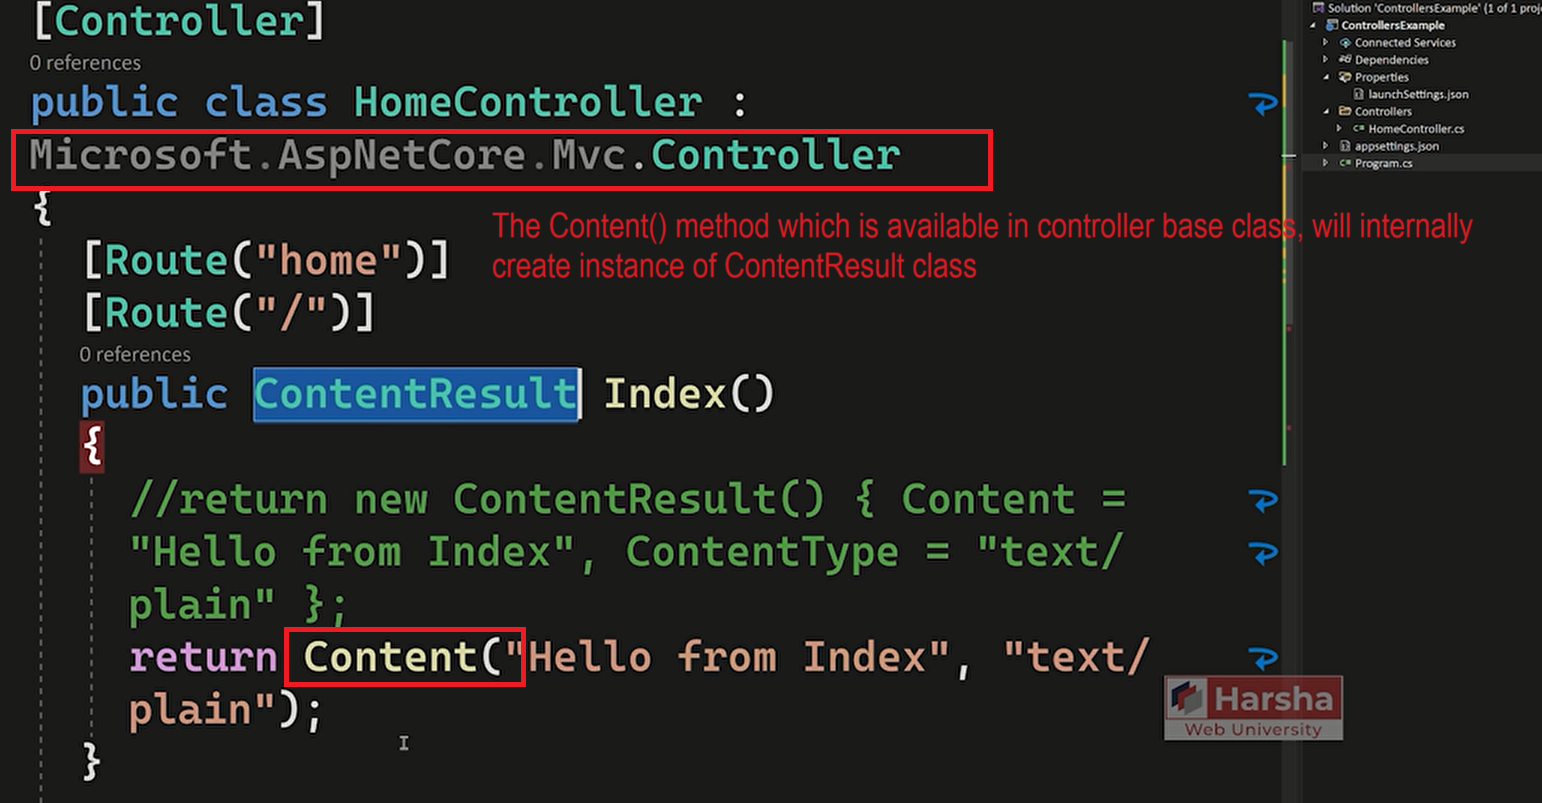 [Controller]
0 references
public class HomeController :
Microsoft.AspNetCore.Mvc.Controller
{
The Content() method which is available in controller base class, will internally
create instance of ContentResult class
[Route("home")]
[Route("/")]
0 references
public ContentResult Index()
{
//return new ContentResult() { Content =
"Hello from Index", ContentType = "text/
plain" };
return Content("Hello from Index", "text/
plain");
}
Harsha
Web University
Solution 'ControllersExample' (1 of 1 proj
ControllersExample
Connected Services
Dependencies
Properties
launchSettings.json
Controllers
C# HomeController.cs
appsettings.json
C# Program.cs